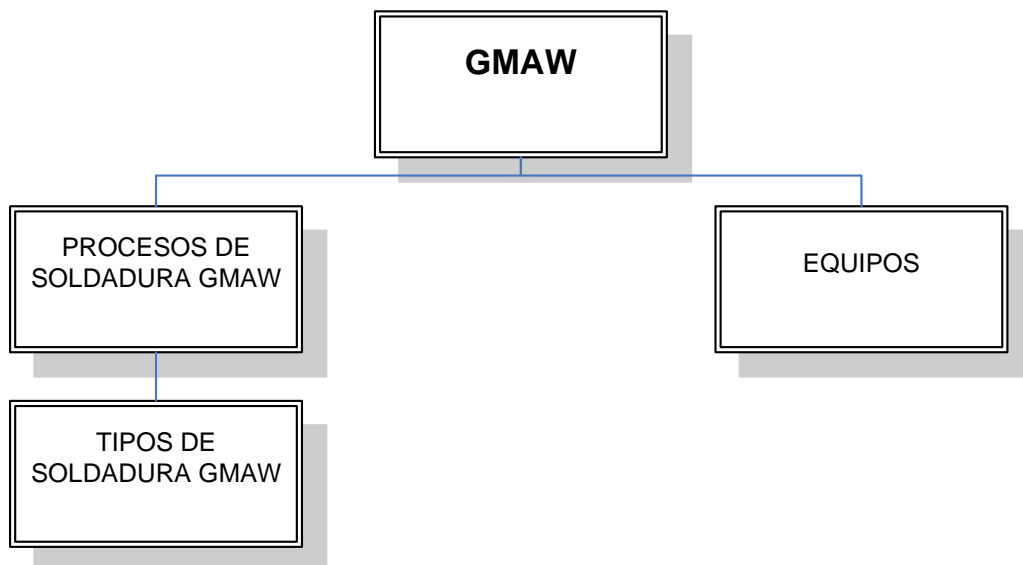 GMAW
PROCESOS DE
SOLDADURA GMAW
EQUIPOS
TIPOS DE
SOLDADURA GMAW